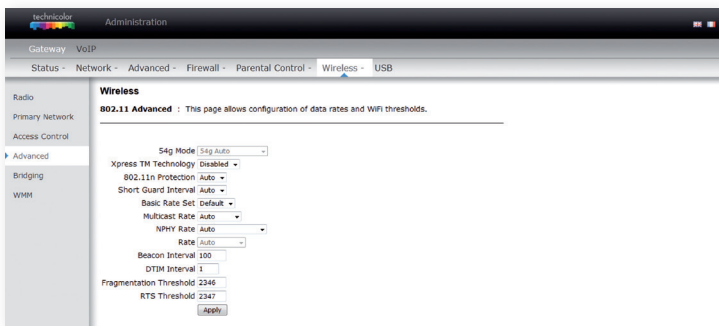 technicolor
Administration
Gateway VoIP
Status - Network - Advanced - Firewall - Parental Control - Wireless - USB
Radio
Primary Network
Access Control
Advanced
Bridging
WMM
Wireless
802.11 Advanced : This page allows configuration of data rates and WiFi thresholds.
54g Mode 54g Auto
Xpress TM Technology Disabled
802.11n Protection Auto
Short Guard Interval Auto
Basic Rate Set Default
Multicast Rate Auto
NPHY Rate Auto
Rate Auto
Beacon Interval 100
DTIM Interval 1
Fragmentation Threshold 2346
RTS Threshold 2347
Apply